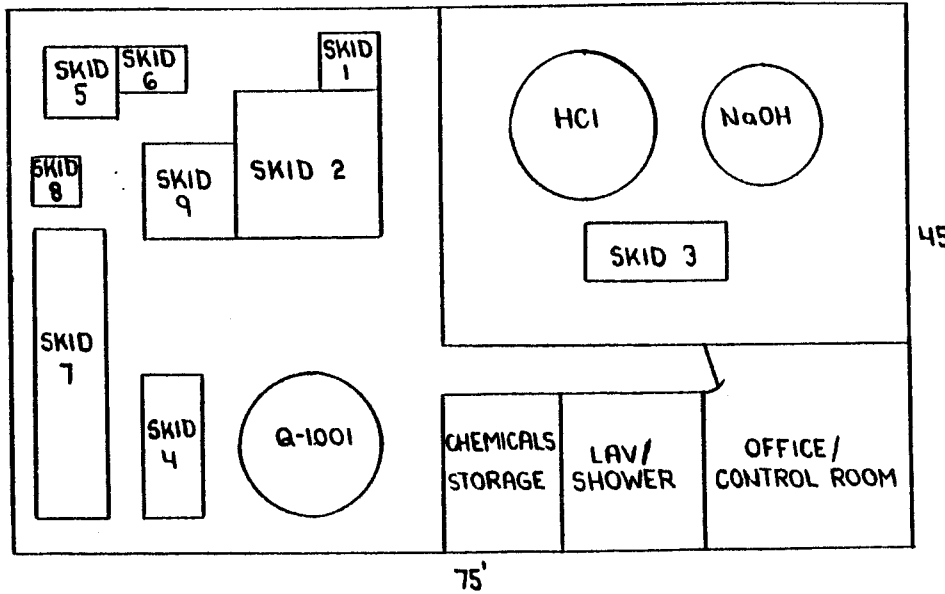 SKID
1
SKID
5
SKID
6
HCl
NaOH
SKID
8
SKID
9
SKID 2
SKID 3
45
SKID
7
SKID
4
Q-1001
CHEMICALS
STORAGE
LAV/
SHOWER
OFFICE/
CONTROL ROOM
75'